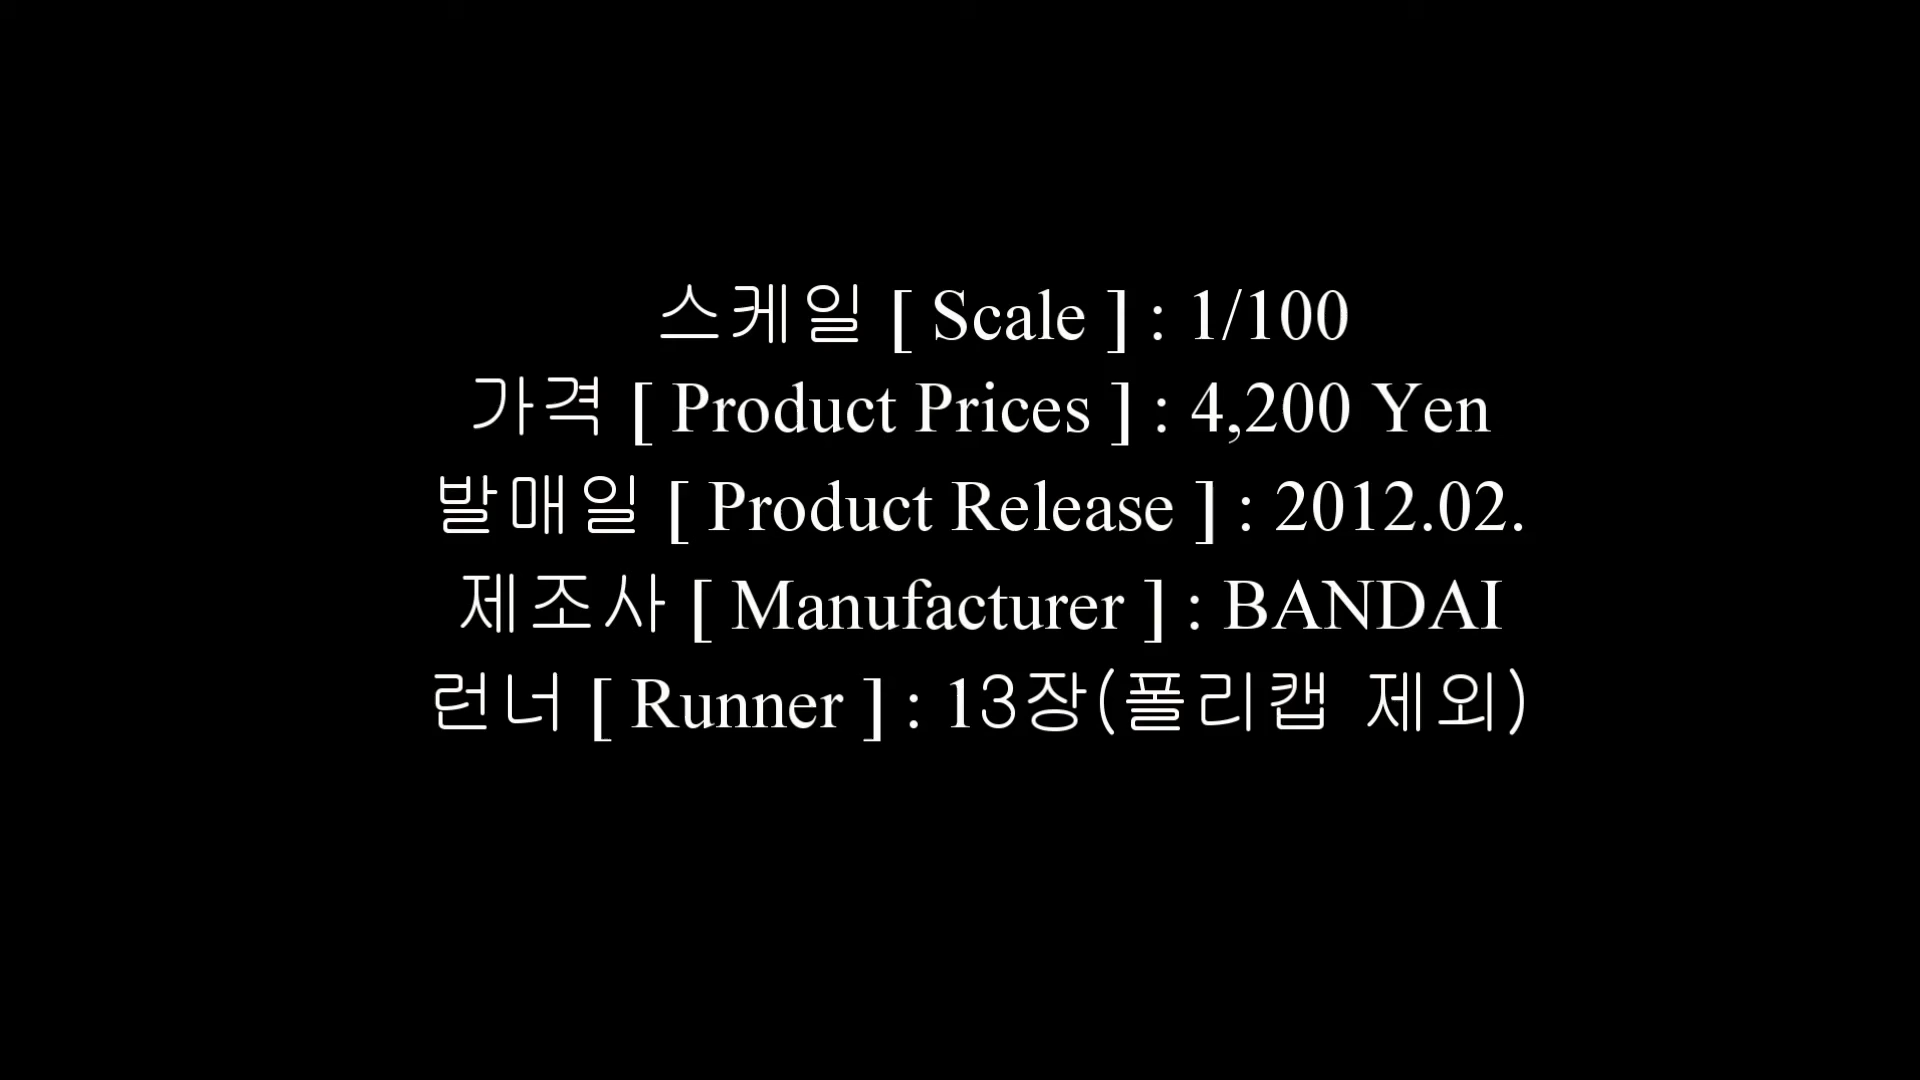 스케일 [ Scale ] : 1/100
가격 [ Product Prices ] : 4,200 Yen
발매일 [ Product Release ] : 2012.02.
제조사 [ Manufacturer ] : BANDAI
런너 [ Runner ] : 13장(폴리캡 제외)